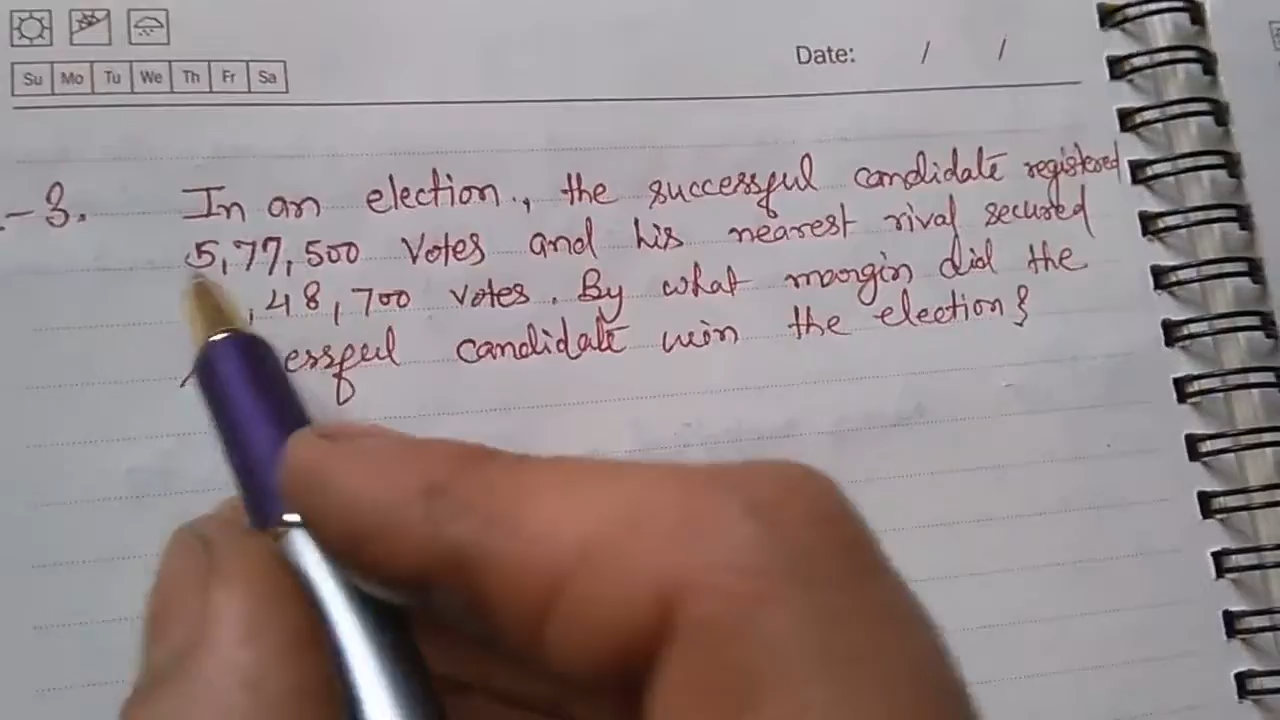 Su Mo Tu We Th Fr Sa
Date: / /
-3. In an election, the successful candidate registered
5,77,500 Votes and his nearest rival secured
,48,700 votes. By what margin did the
essful candidate win the election?